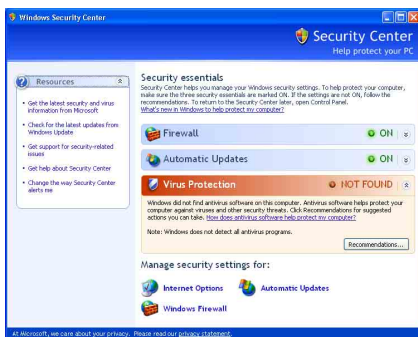 Windows Security Center
Security Center
Help protect your PC
Resources
Get the latest security and virus
information from Microsoft
Check for the latest updates from
Windows Update
Get support for security-related
issues
Get help about Security Center
Change the way Security Center
alerts me
Security essentials
Security Center helps you manage your Windows security settings. To help protect your computer,
make sure the three security essentials are marked ON. If the settings are not ON, follow the
recommendations. To return to the Security Center later, open Control Panel.
What's new in Windows to help protect my computer?
Firewall
ON
Automatic Updates
ON
Virus Protection
NOT FOUND
Windows did not find antivirus software on this computer. Antivirus software helps protect your
computer against viruses and other security threats. Click Recommendations for suggested
actions you can take. How does antivirus software help protect my computer?
Note: Windows does not detect all antivirus programs.
Recommendations...
Manage security settings for:
Internet Options
Automatic Updates
Windows Firewall
At Microsoft, we care about your privacy. Please read our privacy statement.